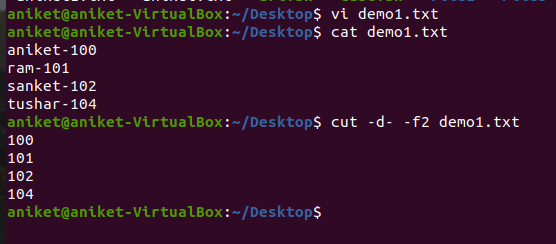 aniket@aniket-VirtualBox:~/Desktop$ vi demo1.txt
aniket@aniket-VirtualBox:~/Desktop$ cat demo1.txt
aniket-100
ram-101
sanket-102
tushar-104
aniket@aniket-VirtualBox:~/Desktop$ cut -d- -f2 demo1.txt
100
101
102
104
aniket@aniket-VirtualBox:~/Desktop$